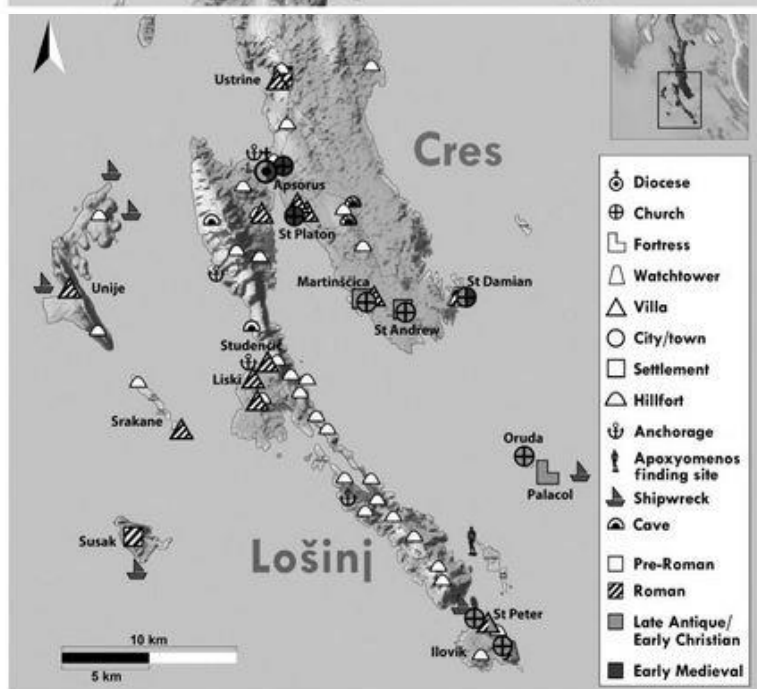 Ustrine
Cres
Apsorus
St Platon
Martinšćica
St Damian
St Andrew
Unije
Studenčić
Liski
Srakane
Oruda
Palacol
Susak
Lošinj
St Peter
Ilovik
10 km
5 km
Diocese
Church
Fortress
Watchtower
Villa
City/town
Settlement
Hillfort
Anchorage
Apoxyomenos
finding site
Shipwreck
Cave
Pre-Roman
Roman
Late Antique/
Early Christian
Early Medieval